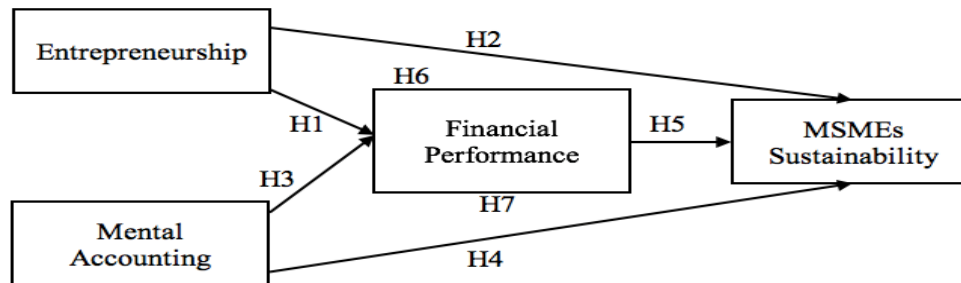 Entrepreneurship
H2
H6
H1
Financial
Performance
H5
MSMEs
Sustainability
H3
H7
Mental
Accounting
H4